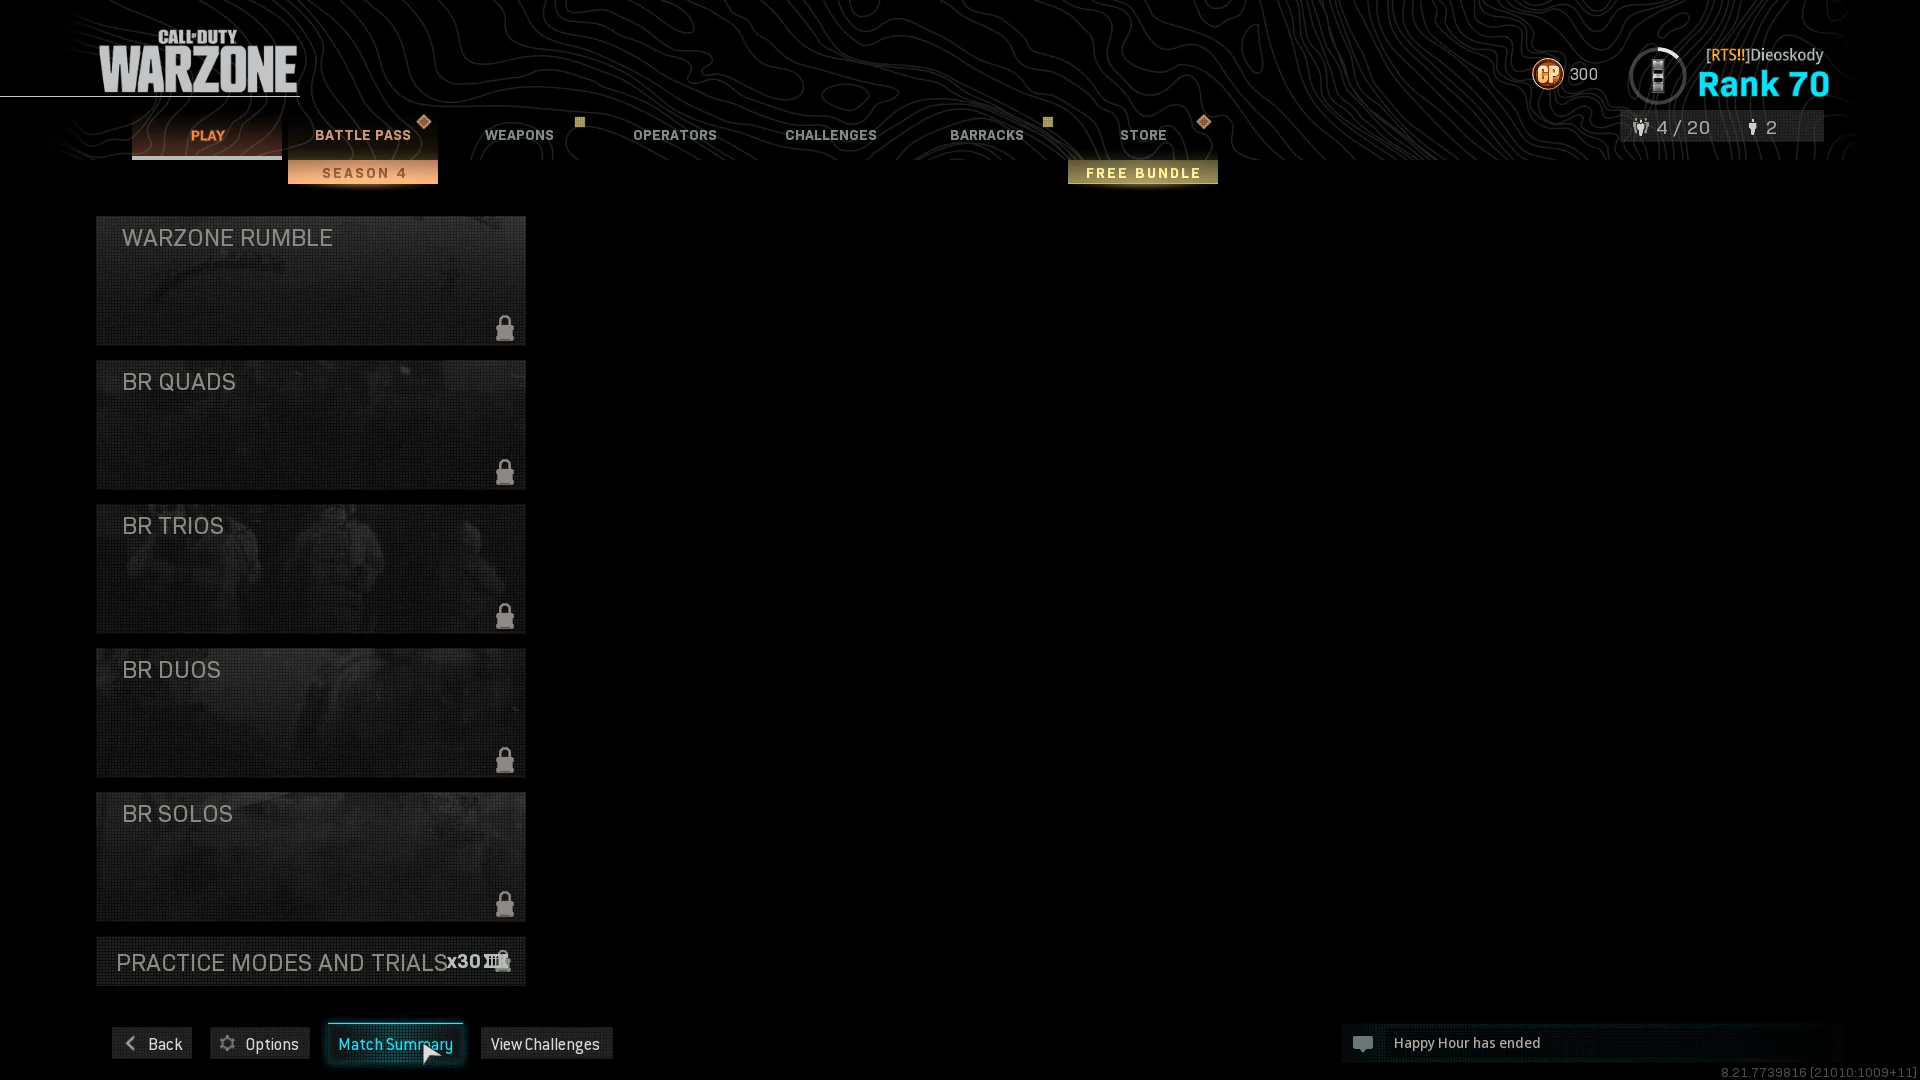 CALL OF DUTY
WARZONE
CP 300
[RTS!!]Dieoskody
Rank 70
4 / 20 2
PLAY
BATTLE PASS
WEAPONS
OPERATORS
CHALLENGES
BARRACKS
STORE
SEASON 4
FREE BUNDLE
WARZONE RUMBLE
BR QUADS
BR TRIOS
BR DUOS
BR SOLOS
PRACTICE MODES AND TRIALS x30
Back
Options
Match Summary
View Challenges
Happy Hour has ended
8.21.7739816 [21010:1009+11]